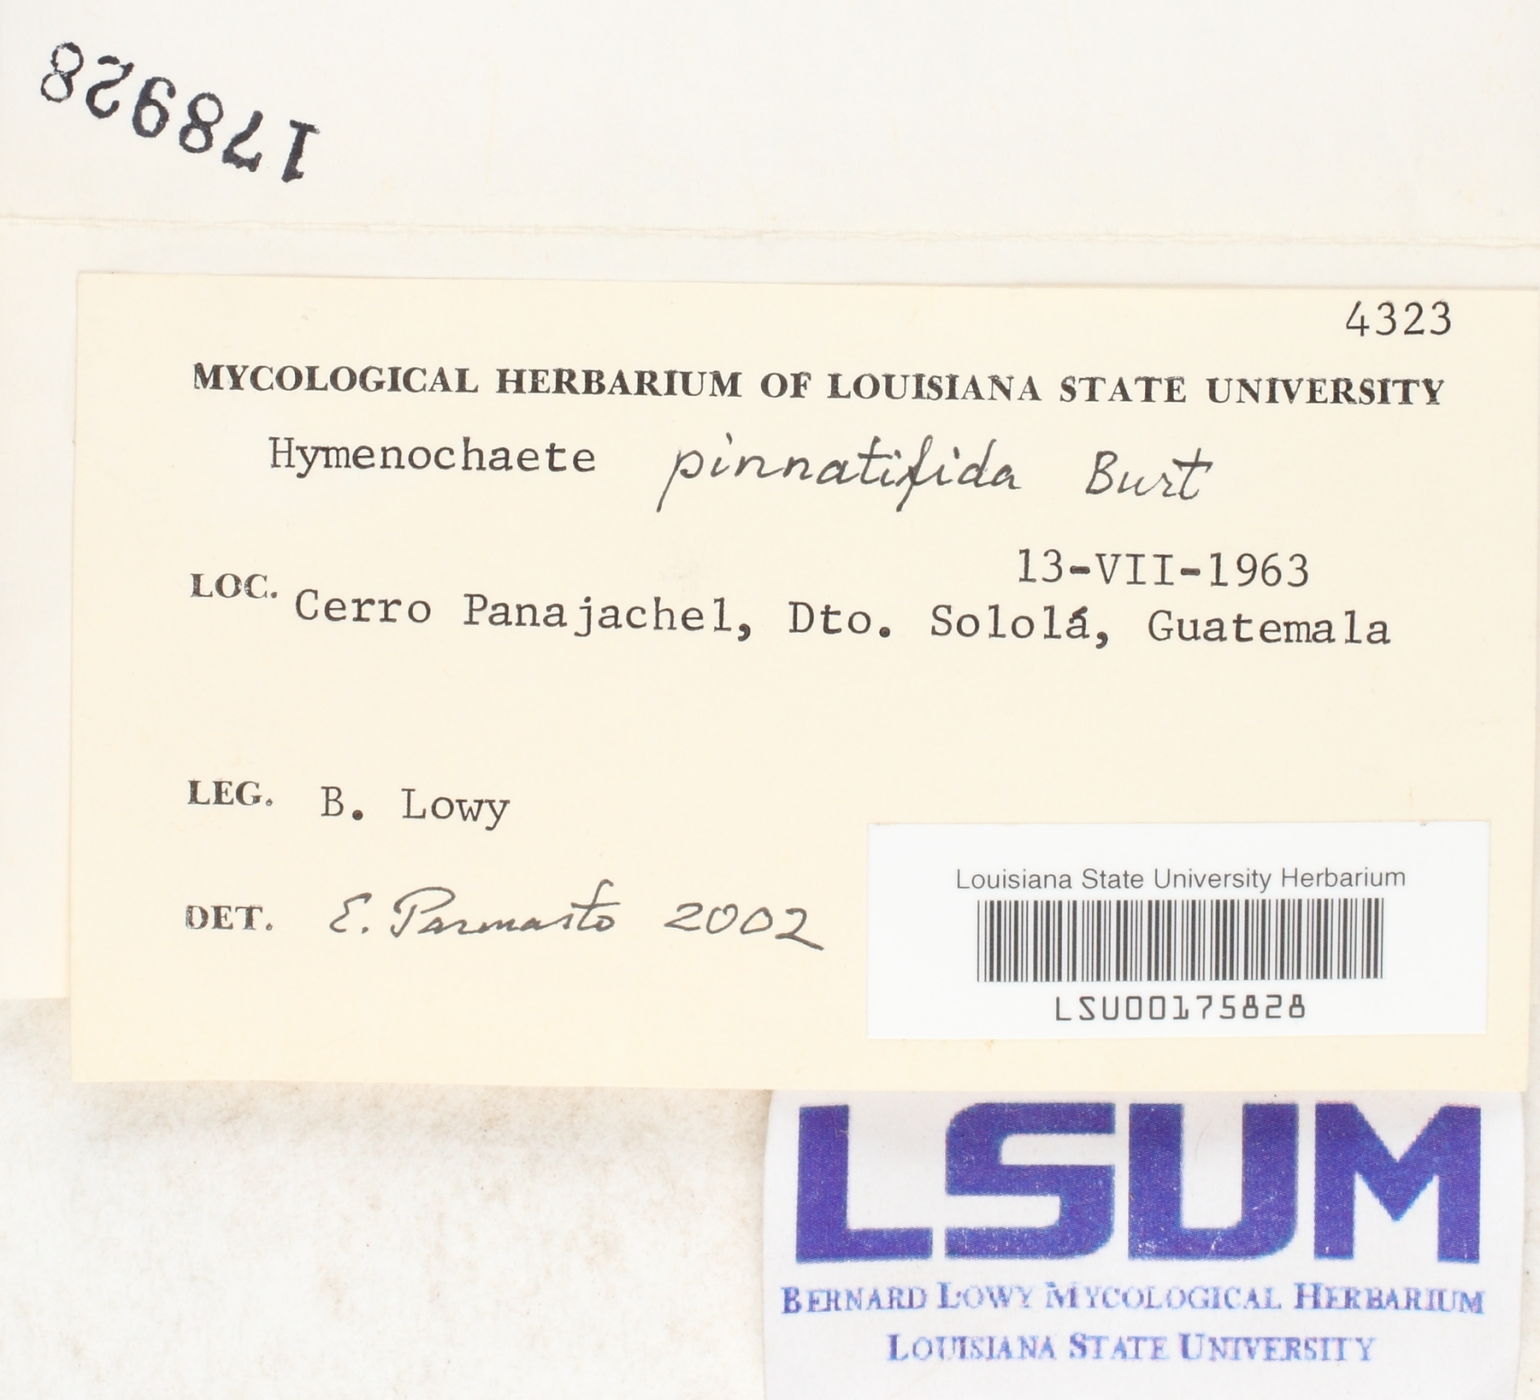 178928
4323
MYCOLOGICAL HERBARIUM OF LOUISIANA STATE UNIVERSITY
Hymenochaete pinnatifida Burt
13-VII-1963
LOC. Cerro Panajachel, Dto. Sololá, Guatemala
LEG. B. Lowy
DET. E. Parmasto 2002
Louisiana State University Herbarium
LSU00175828
LSUM
BERNARD LOWY MYCOLOGICAL HERBARIUM
LOUISIANA STATE UNIVERSITY